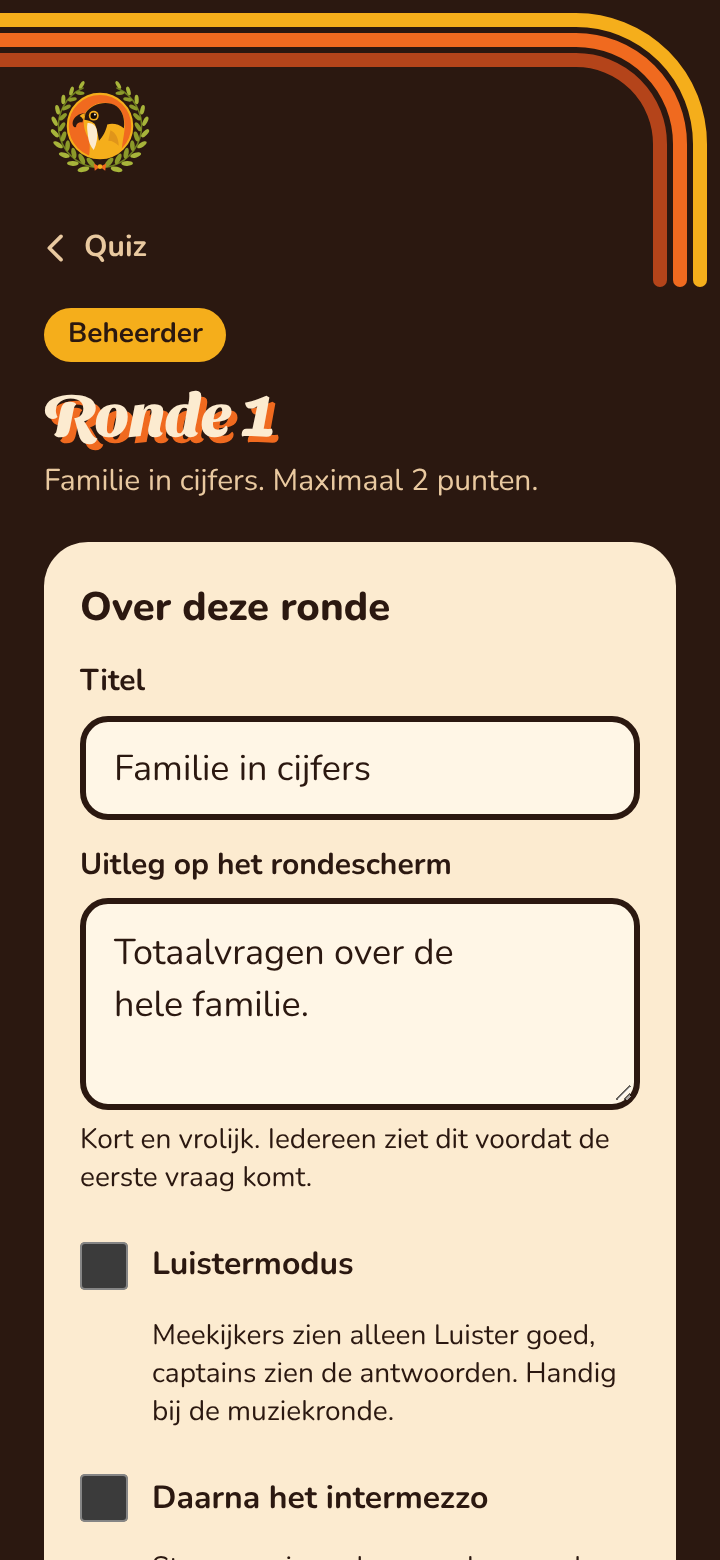 Quiz
Beheerder
Ronde 1
Familie in cijfers. Maximaal 2 punten.
Over deze ronde
Titel
Familie in cijfers
Uitleg op het rondescherm
Totaalvragen over de
hele familie.
Kort en vrolijk. Iedereen ziet dit voordat de
eerste vraag komt.
Luistermodus
Meekijkers zien alleen Luister goed,
captains zien de antwoorden. Handig
bij de muziekronde.
Daarna het intermezzo